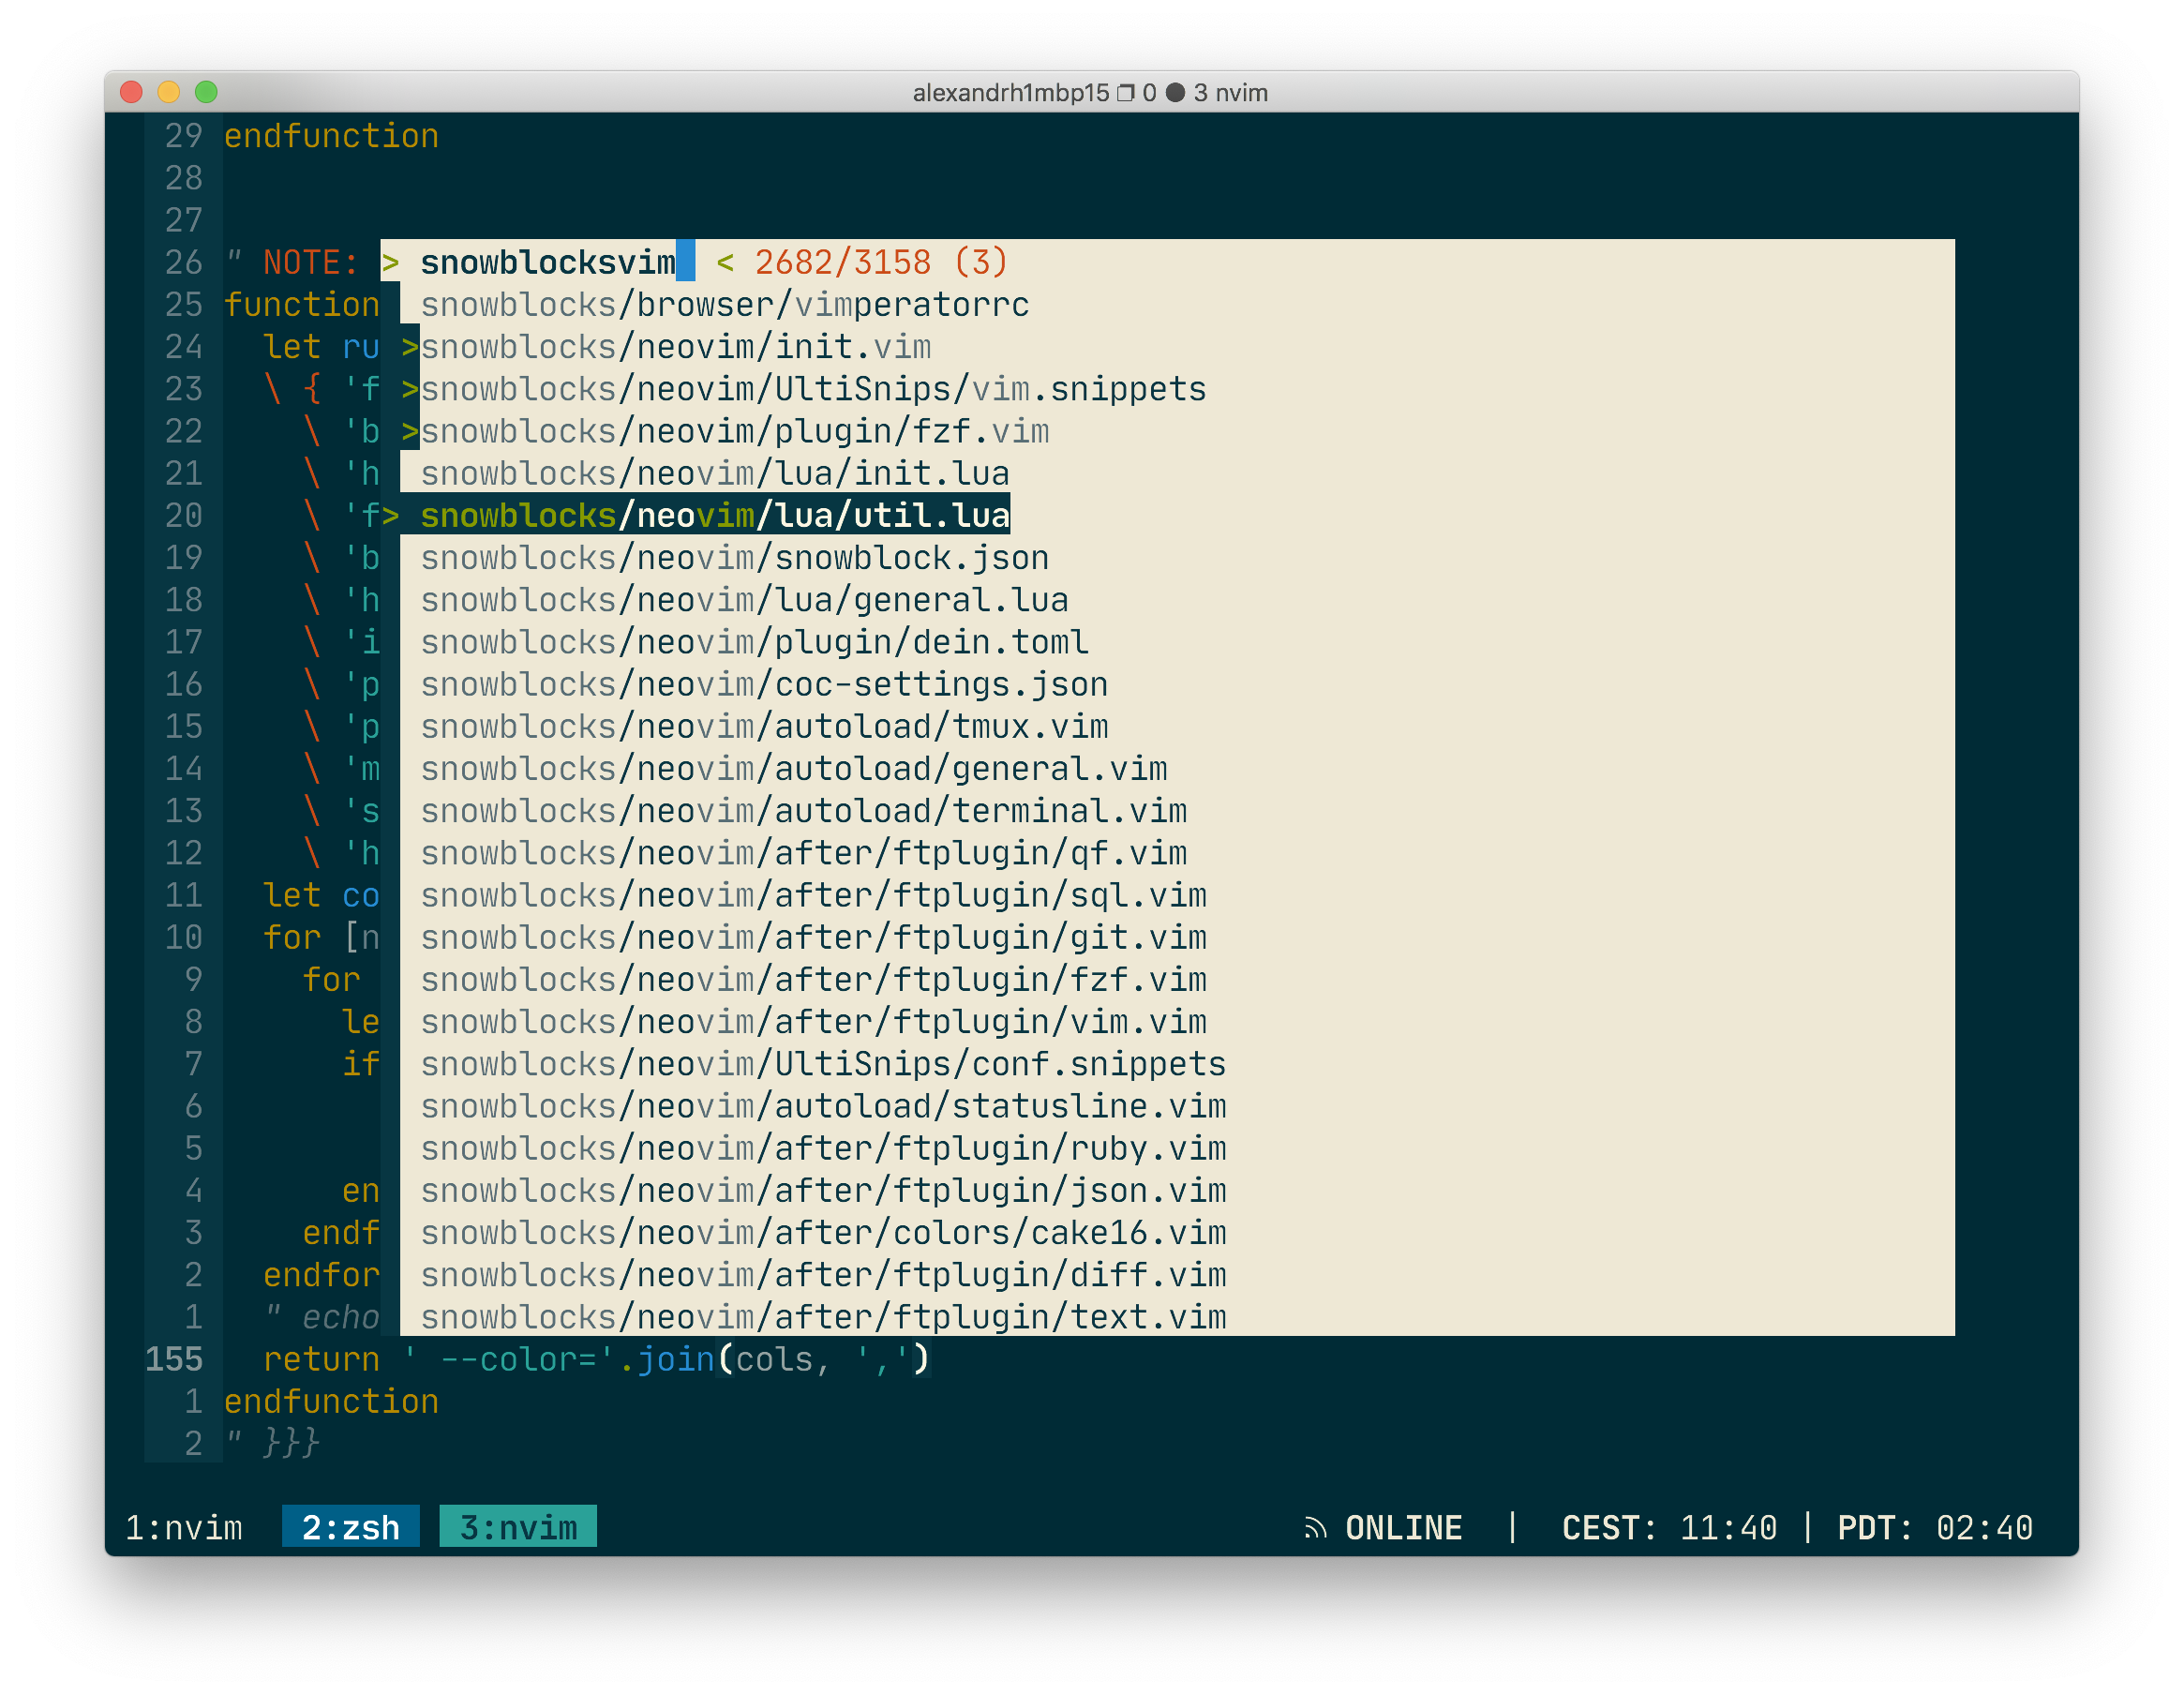 alexandrh1mbp15 ❐ 0 ● 3 nvim
29 endfunction
28
27
26 " NOTE: > snowblocksvim < 2682/3158 (3)
25 function snowblocks/browser/vimperatorrc
24 let ru >snowblocks/neovim/init.vim
23 \ { 'f >snowblocks/neovim/UltiSnips/vim.snippets
22 \ 'b >snowblocks/neovim/plugin/fzf.vim
21 \ 'h snowblocks/neovim/lua/init.lua
20 \ 'f> snowblocks/neovim/lua/util.lua
19 \ 'b snowblocks/neovim/snowblock.json
18 \ 'h snowblocks/neovim/lua/general.lua
17 \ 'i snowblocks/neovim/plugin/dein.toml
16 \ 'p snowblocks/neovim/coc-settings.json
15 \ 'p snowblocks/neovim/autoload/tmux.vim
14 \ 'm snowblocks/neovim/autoload/general.vim
13 \ 's snowblocks/neovim/autoload/terminal.vim
12 \ 'h snowblocks/neovim/after/ftplugin/qf.vim
11 let co snowblocks/neovim/after/ftplugin/sql.vim
10 for [n snowblocks/neovim/after/ftplugin/git.vim
9 for snowblocks/neovim/after/ftplugin/fzf.vim
8 le snowblocks/neovim/after/ftplugin/vim.vim
7 if snowblocks/neovim/UltiSnips/conf.snippets
6 snowblocks/neovim/autoload/statusline.vim
5 snowblocks/neovim/after/ftplugin/ruby.vim
4 en snowblocks/neovim/after/ftplugin/json.vim
3 endf snowblocks/neovim/after/colors/cake16.vim
2 endfor snowblocks/neovim/after/ftplugin/diff.vim
1 " echo snowblocks/neovim/after/ftplugin/text.vim
155 return ' --color='.join(cols, ',')
1 endfunction
2 " }}}
1:nvim 2:zsh 3:nvim ONLINE | CEST: 11:40 | PDT: 02:40